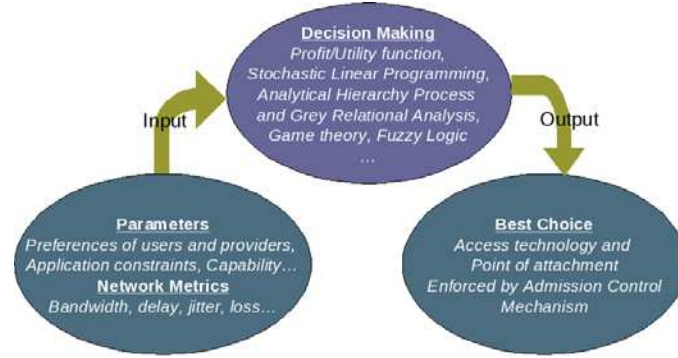 Decision Making
Profit/Utility function,
Stochastic Linear Programming,
Analytical Hierarchy Process
and Grey Relational Analysis,
Game theory, Fuzzy Logic
...
Input
Output
Parameters
Preferences of users and providers,
Application constraints, Capability...
Network Metrics
Bandwidth, delay, jitter, loss...
Best Choice
Access technology and
Point of attachment
Enforced by Admission Control
Mechanism